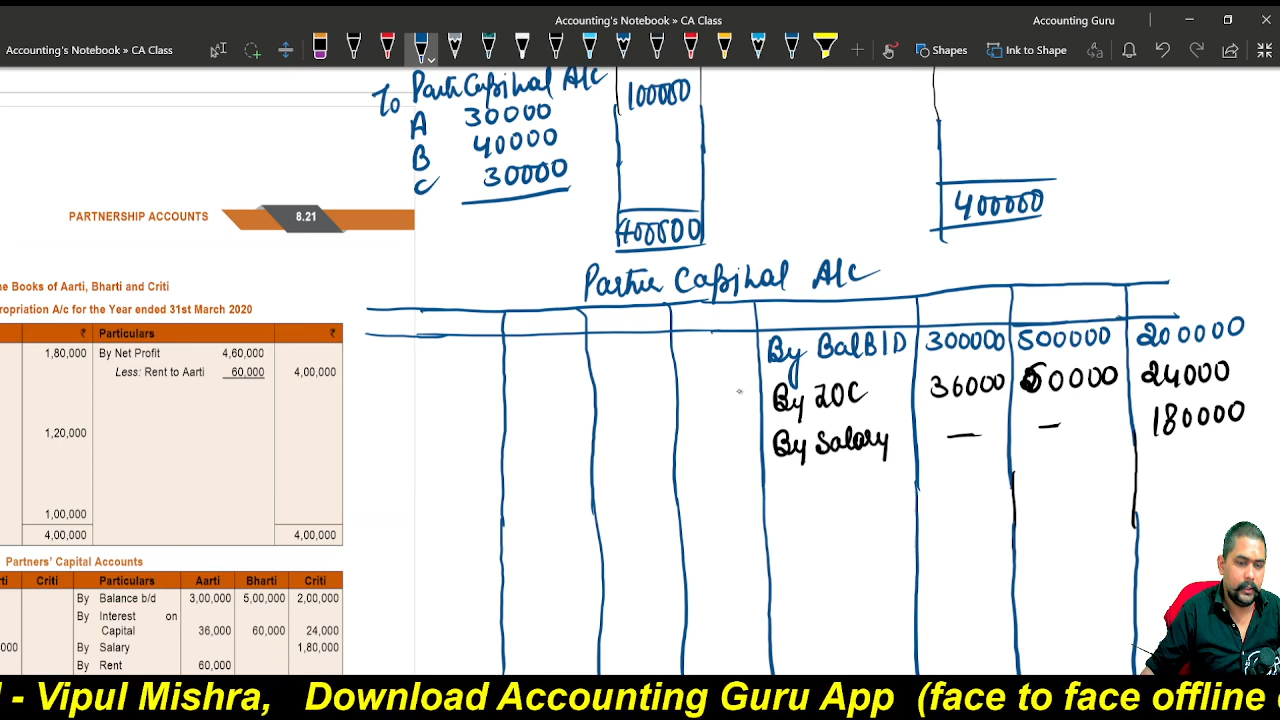 Accounting's Notebook » CA Class
Accounting Guru
Accounting's Notebook » CA Class
Shapes
Ink to Shape
To Partn Capital A/c 100000
A 30000
B 40000
C 30000
400000
400000
PARTNERSHIP ACCOUNTS 8.21
he Books of Aarti, Bharti and Criti
ropriation A/c for the Year ended 31st March 2020
₹ Particulars ₹
1,80,000 By Net Profit 4,60,000
Less: Rent to Aarti 60,000 4,00,000
1,20,000
1,00,000
4,00,000 4,00,000
Partners' Capital Accounts
rti Criti Particulars Aarti Bharti Criti
By Balance b/d 3,00,000 5,00,000 2,00,000
By Interest on
Capital 36,000 60,000 24,000
000 By Salary 1,80,000
By Rent 60,000
Partner Capital A/c
By Bal B/D 300000 500000 200000
By IOC 36000 60000 24000
By Salary — — 180000
- Vipul Mishra, Download Accounting Guru App (face to face offline